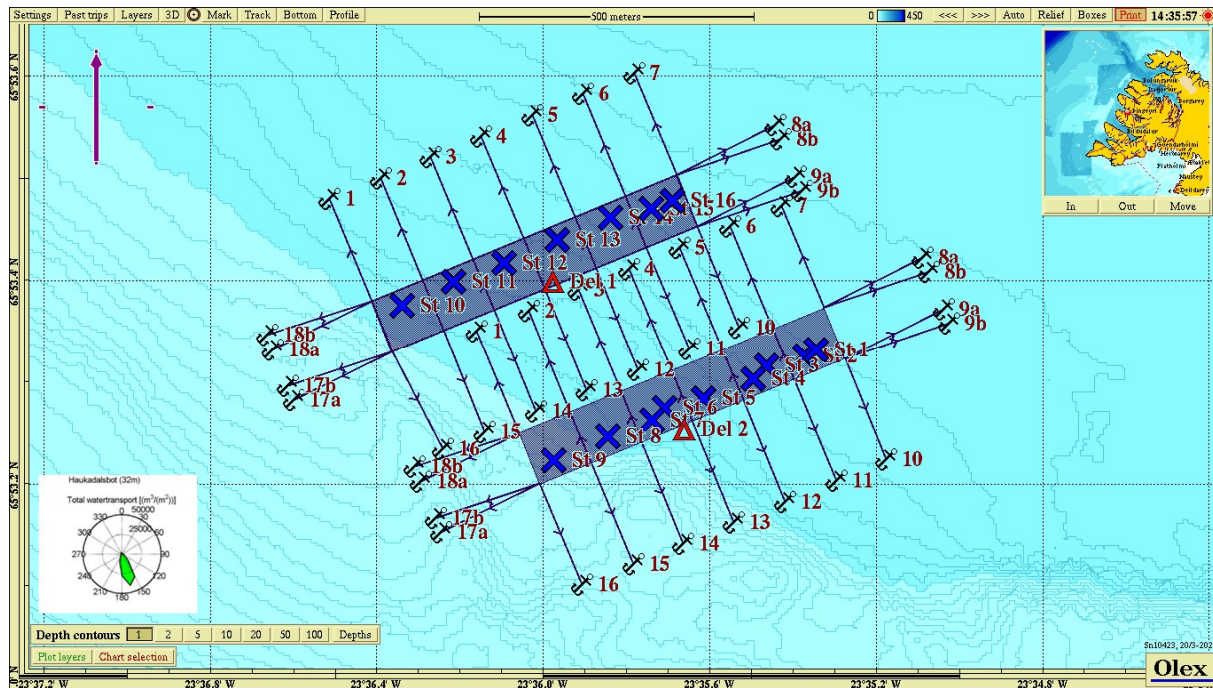 Settings Past trips Layers 3D Mark Track Bottom Profile 500 meters 0 450 <<< >>> Auto Relief Boxes Print 14:35:57
65°53.6' N
65°53.4' N
65°53.2' N
7
6
5
4
3
2
1
8a
8b
9a
9b
7
6
5
4
3
2
1
8a
8b
9a
9b
St 16
St 15
St 14
St 13
St 12
St 11
St 10
Del 1
18b
18a
17b
17a
10
11
12
13
14
15
16
St 1
St 2
St 3
St 4
St 5
St 6
St 7
St 8
St 9
Del 2
18b
18a
17b
17a
10
11
12
13
14
15
16
In Out Move
Haukadalsbot (32m)
Total watertransport [(m³/(m²))]
0 50000
25000
330 30
300 60
270 90
240 120
210 150
180
Depth contours 1 2 5 10 20 50 100 Depths
Plot layers Chart selection
Olex
23°37.2' W 23°36.8' W 23°36.4' W 23°36.0' W 23°35.6' W 23°35.2' W 23°34.8' W